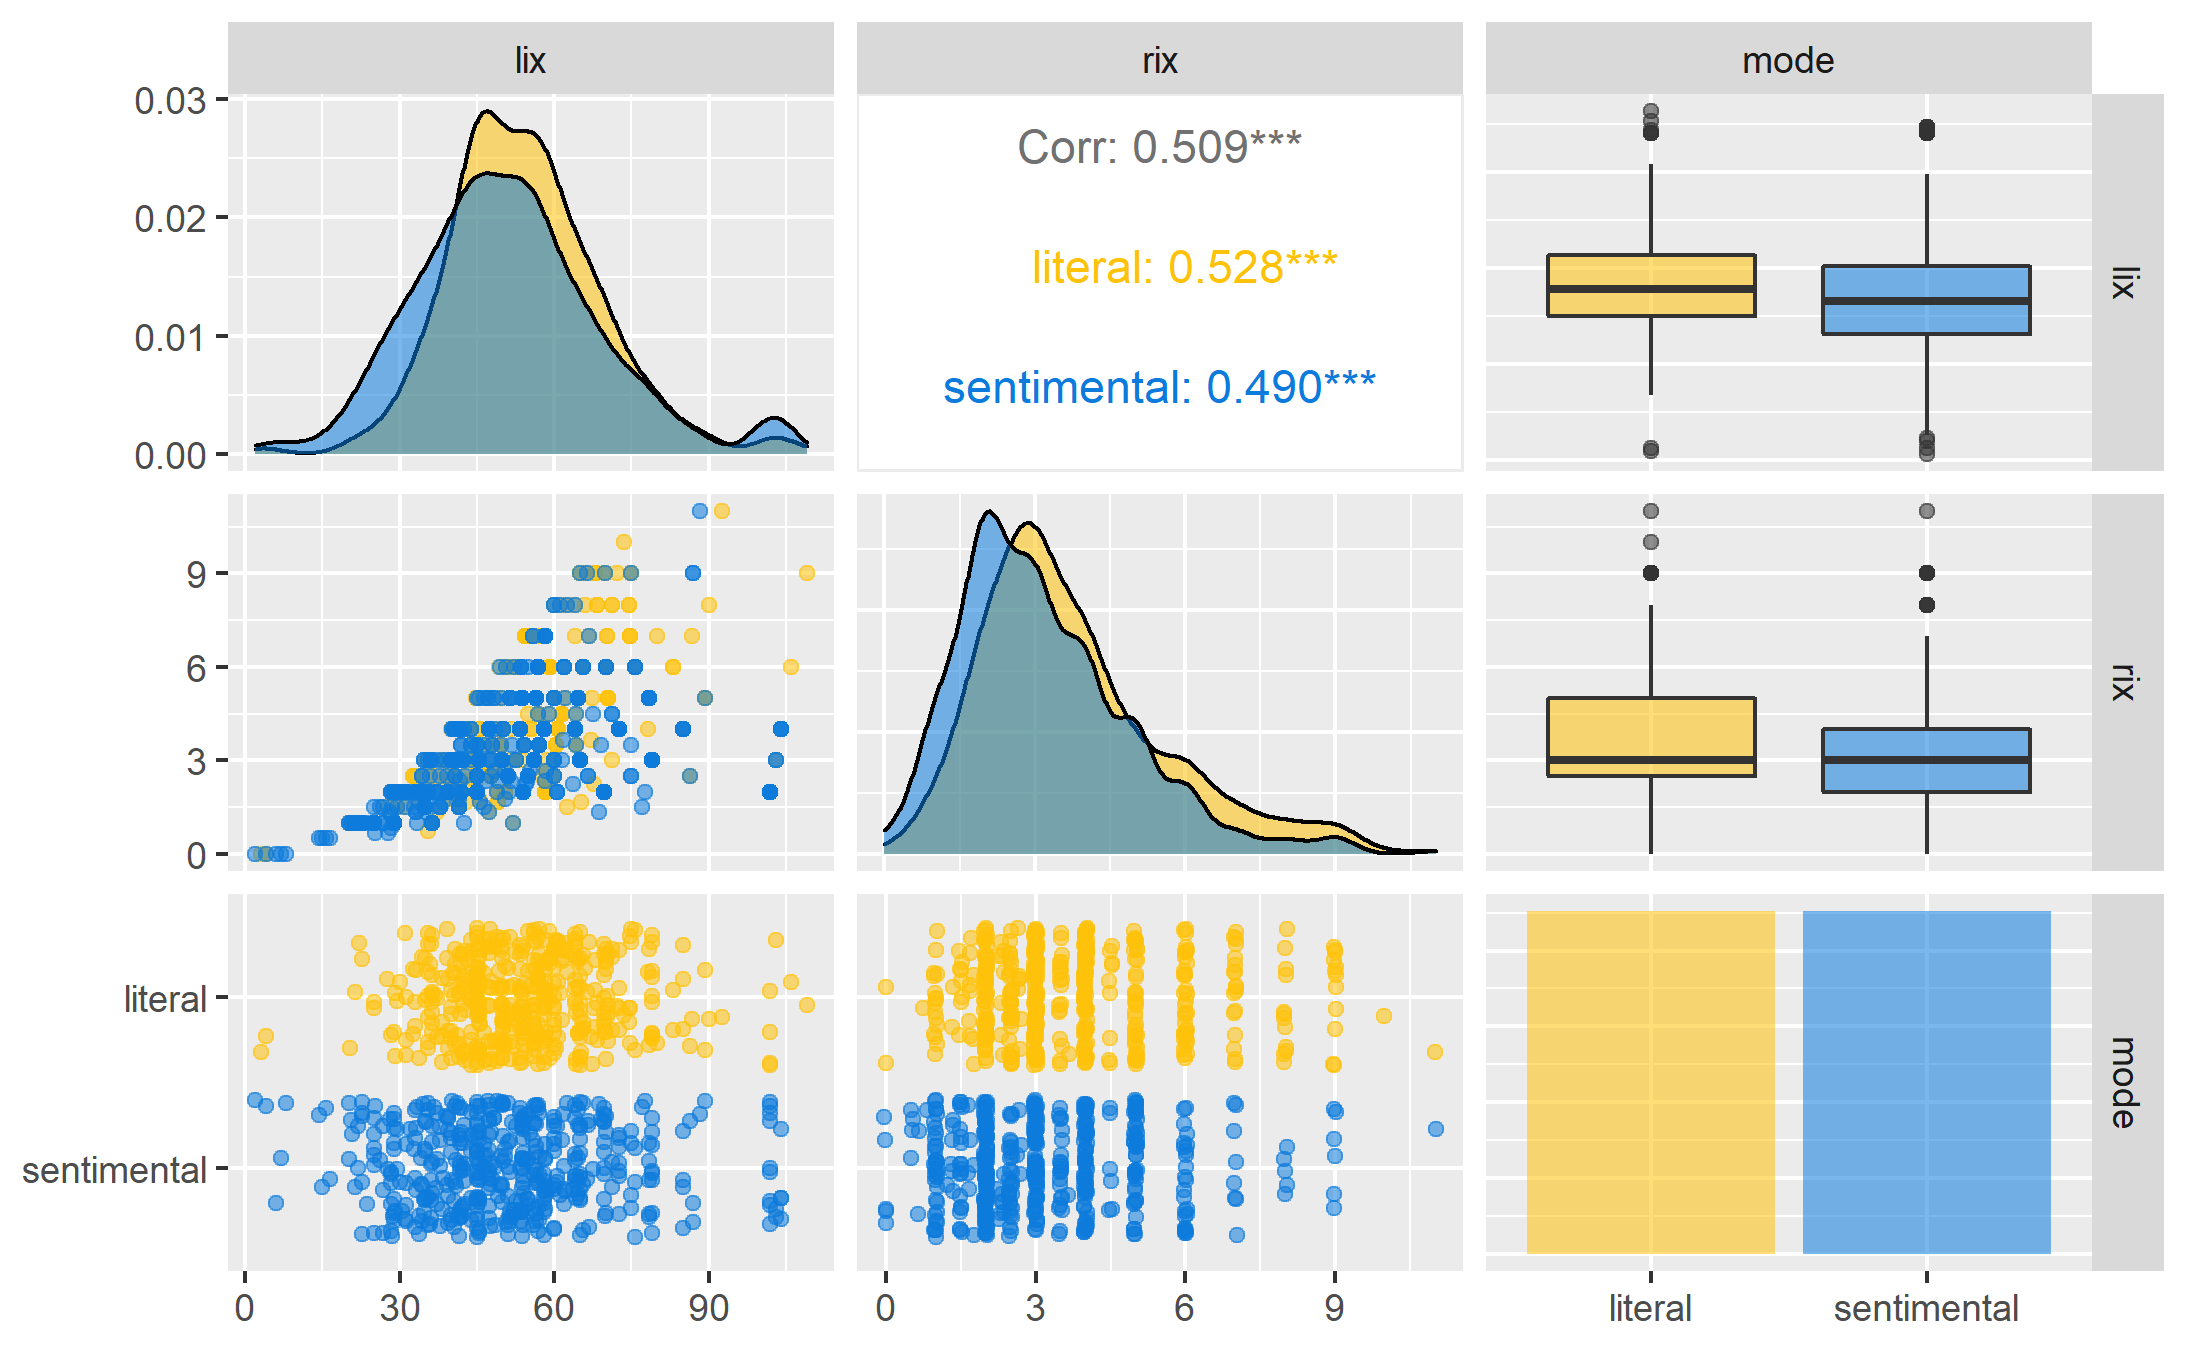 lix rix mode
0.03
0.02
0.01
0.00
Corr: 0.509***
literal: 0.528***
sentimental: 0.490***
lix
9
6
3
0
rix
literal
sentimental
mode
0 30 60 90 0 3 6 9 literal sentimental